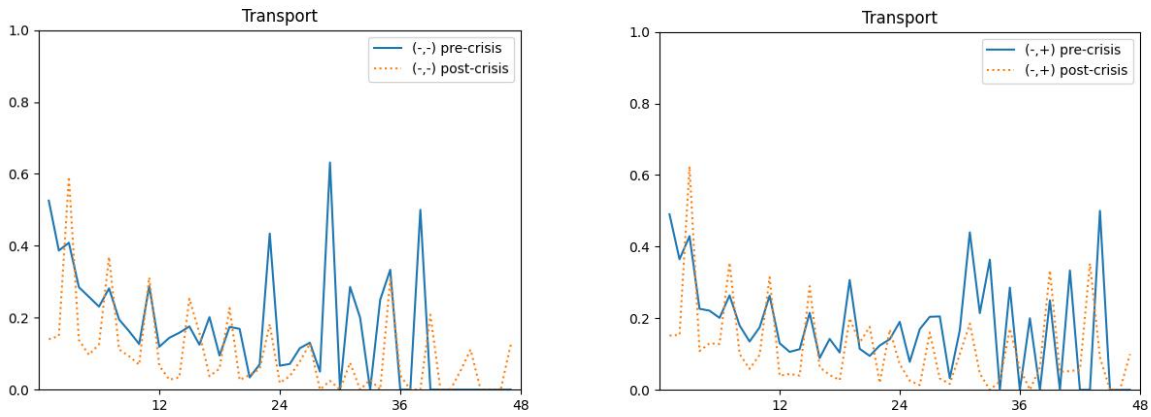 Transport
1.0
(-,-) pre-crisis
(-,-) post-crisis
0.8
0.6
0.4
0.2
0.0
12 24 36 48
Transport
1.0
(-,+) pre-crisis
(-,+) post-crisis
0.8
0.6
0.4
0.2
0.0
12 24 36 48